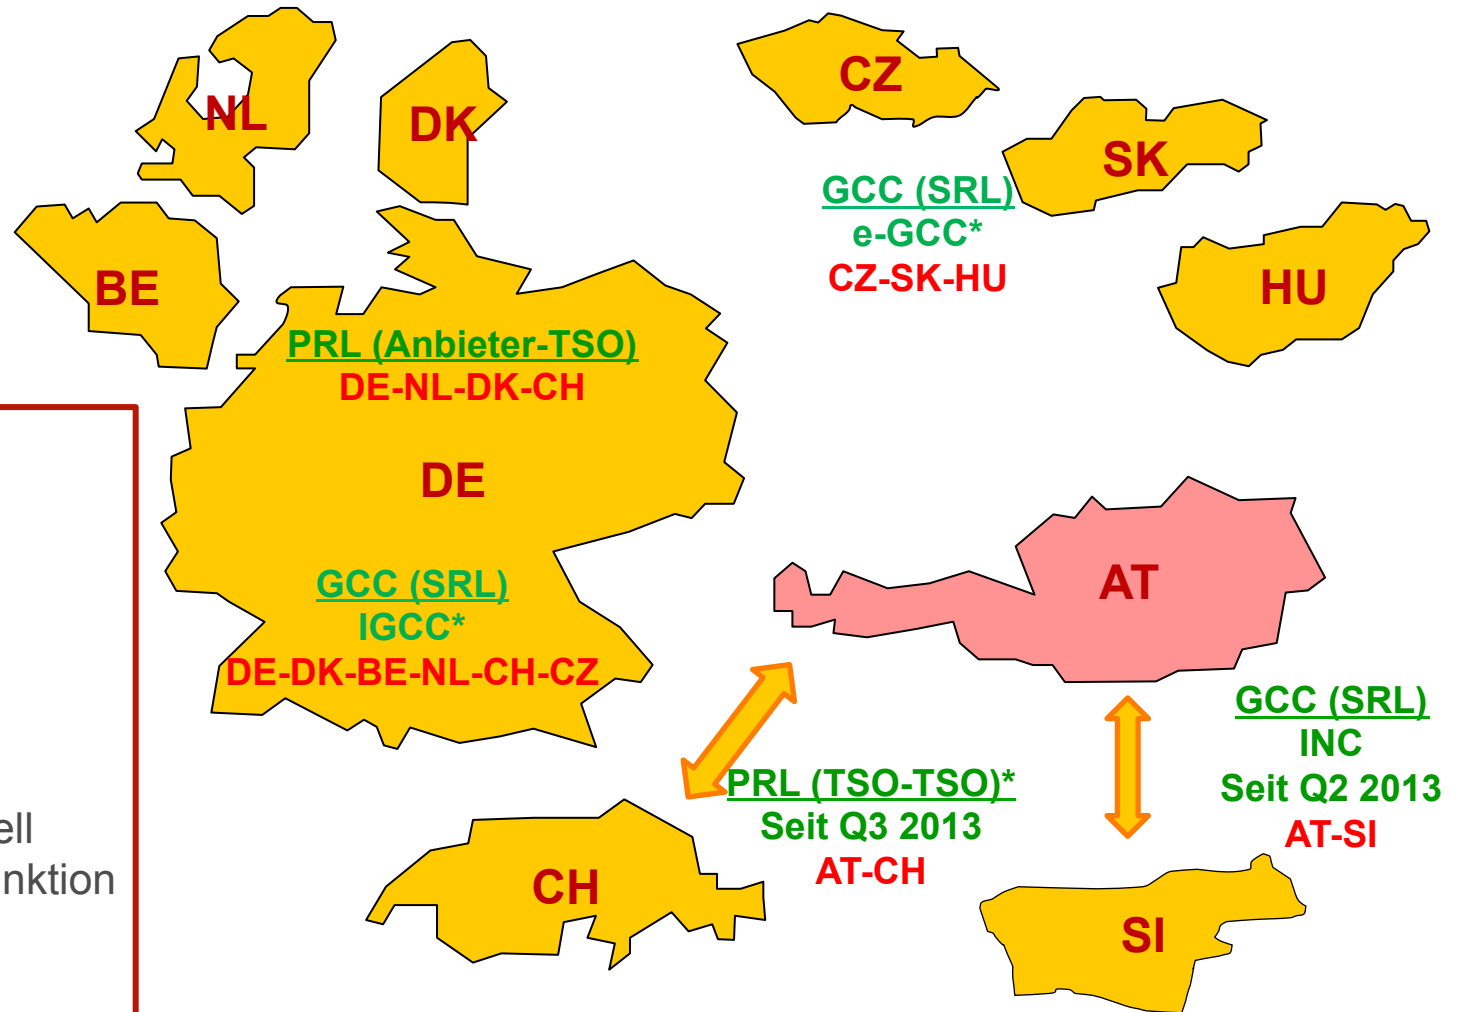 NL
DK
CZ
SK
GCC (SRL)
e-GCC*
CZ-SK-HU
BE
HU
PRL (Anbieter-TSO)
DE-NL-DK-CH
DE
GCC (SRL)
IGCC*
DE-DK-BE-NL-CH-CZ
AT
GCC (SRL)
INC
Seit Q2 2013
AT-SI
PRL (TSO-TSO)*
Seit Q3 2013
AT-CH
ell
nktion
CH
SI